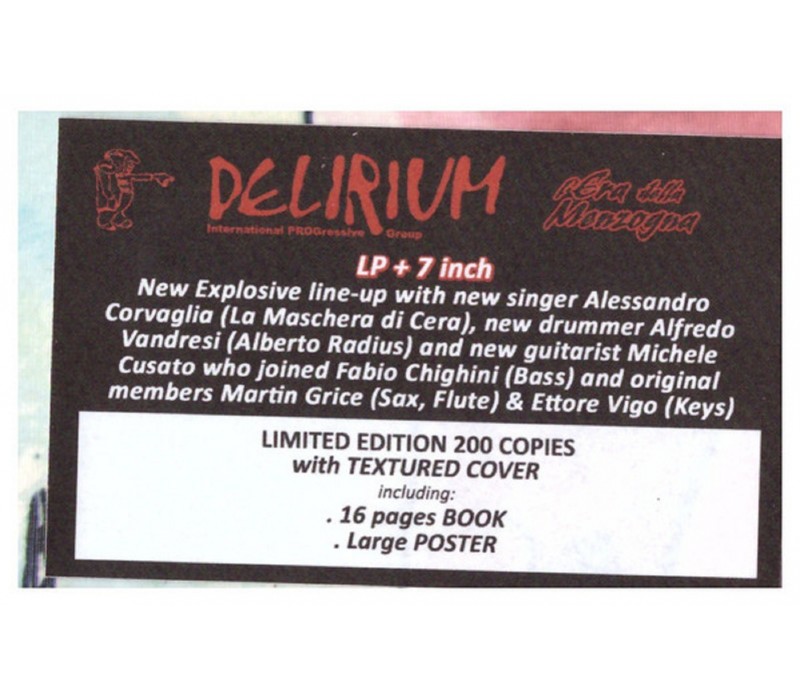 DELIRIUM
International PROGressive Group
l'Era della
Menzogna
LP + 7 inch
New Explosive line-up with new singer Alessandro
Corvaglia (La Maschera di Cera), new drummer Alfredo
Vandresi (Alberto Radius) and new guitarist Michele
Cusato who joined Fabio Chighini (Bass) and original
members Martin Grice (Sax, Flute) & Ettore Vigo (Keys)
LIMITED EDITION 200 COPIES
with TEXTURED COVER
including:
. 16 pages BOOK
. Large POSTER